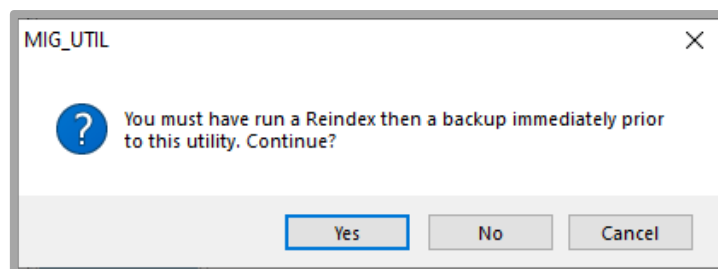 MIG_UTIL
You must have run a Reindex then a backup immediately prior
to this utility. Continue?
Yes No Cancel